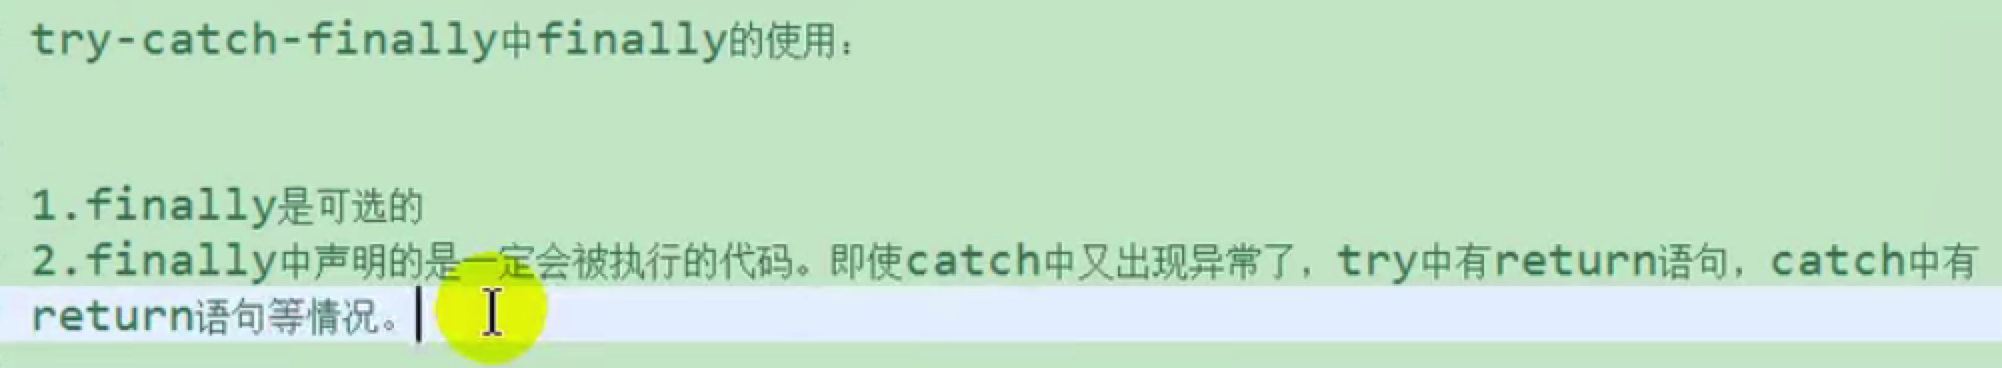 try-catch-finally中finally的使用：
1.finally是可选的
2.finally中声明的是一定会被执行的代码。即使catch中又出现异常了，try中有return语句，catch中有
return语句等情况。